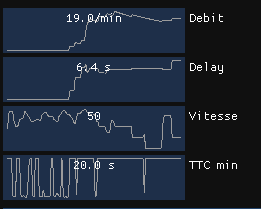 19.0/min Debit
6.4 s Delay
50 Vitesse
20.0 s TTC min